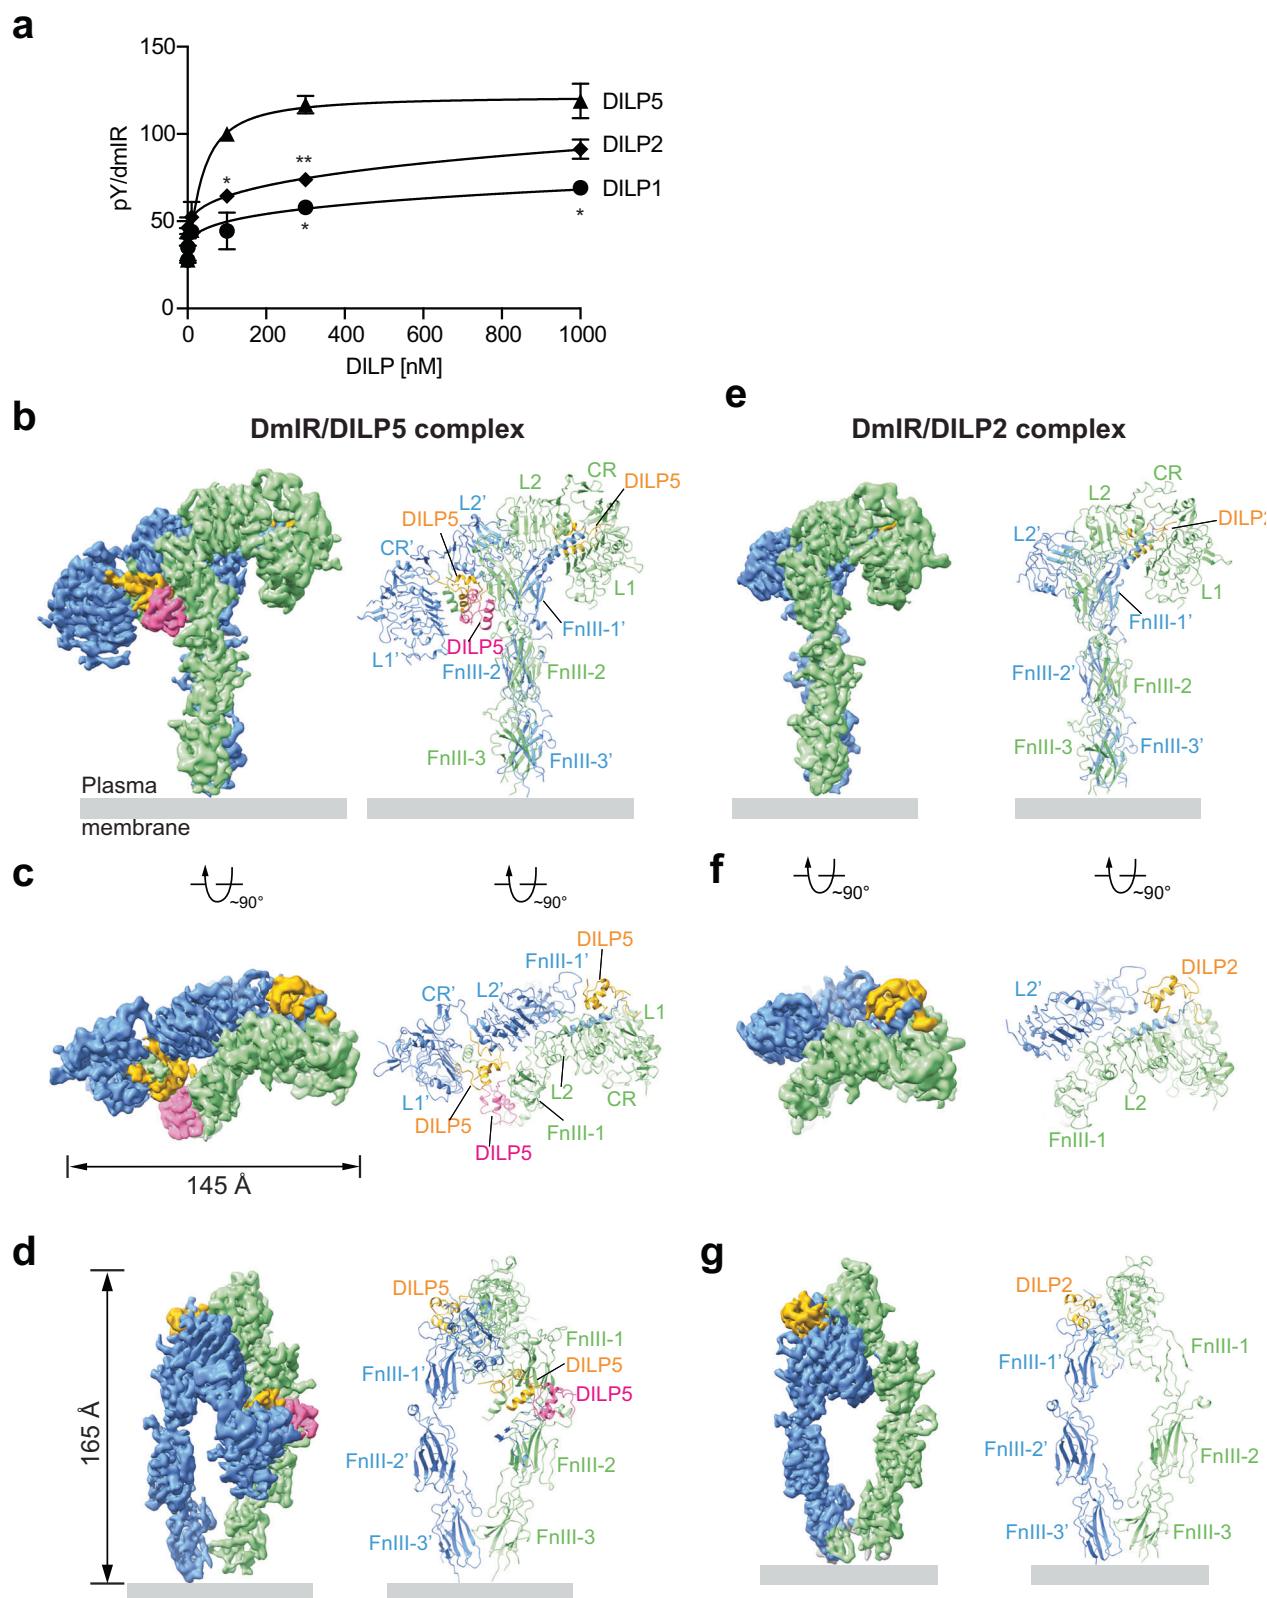 a
150
100
50
0
pY/dmIR
0 200 400 600 800 1000
DILP [nM]
DILP5
DILP2
DILP1
*
**
*
*
b
DmIR/DILP5 complex
L2'
L2
CR
DILP5
DILP5
CR'
L1
FnIII-1'
DILP5
L1'
FnIII-2'
FnIII-2
FnIII-3
FnIII-3'
Plasma
membrane
e
DmIR/DILP2 complex
CR
L2
DILP2
L2'
L1
FnIII-1'
FnIII-2'
FnIII-2
FnIII-3
FnIII-3'
c
~90°
~90°
DILP5
FnIII-1'
L2'
CR'
L1
L1'
L2
CR
DILP5
FnIII-1
DILP5
145 Å
f
~90°
~90°
DILP2
L2'
L2
FnIII-1
d
165 Å
DILP5
FnIII-1
DILP5
FnIII-1'
DILP5
FnIII-2'
FnIII-2
FnIII-3'
FnIII-3
g
DILP2
FnIII-1
FnIII-1'
FnIII-2'
FnIII-2
FnIII-3'
FnIII-3